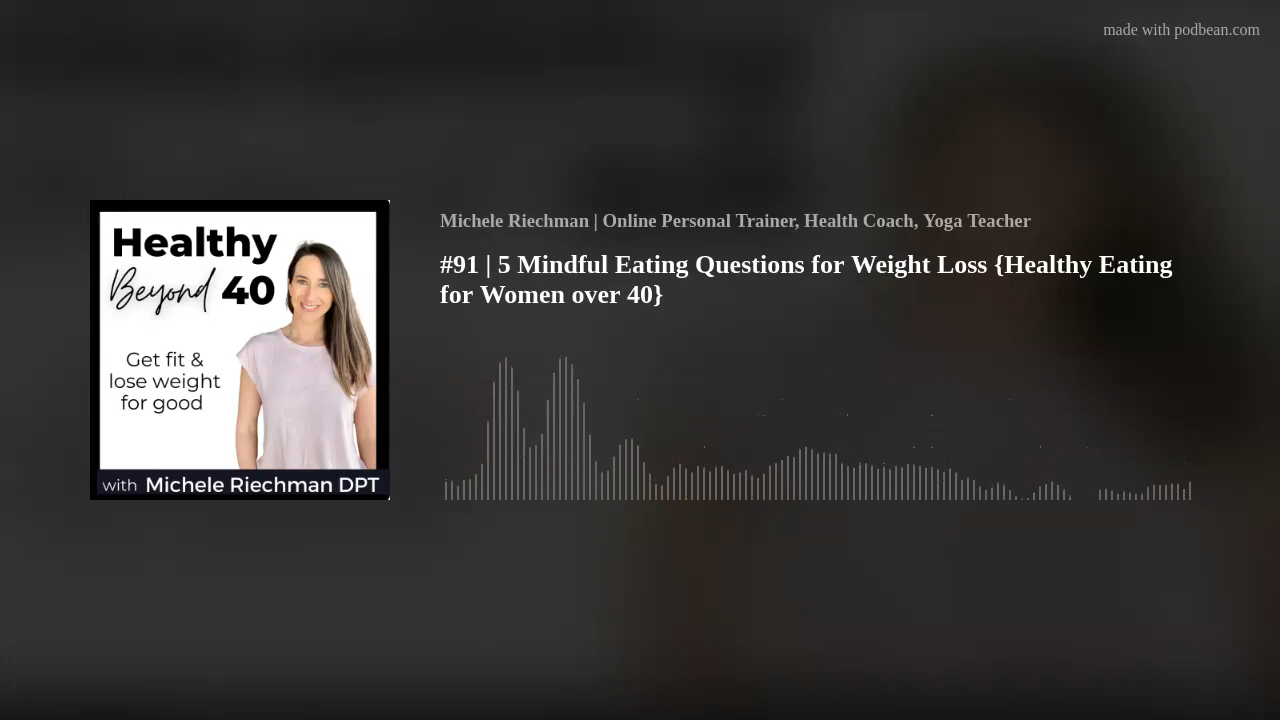 made with podbean.com
Healthy
Beyond 40
Get fit &
lose weight
for good
with Michele Riechman DPT
Michele Riechman | Online Personal Trainer, Health Coach, Yoga Teacher
#91 | 5 Mindful Eating Questions for Weight Loss {Healthy Eating
for Women over 40}